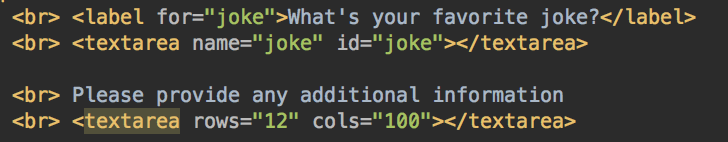 <br> <label for="joke">What's your favorite joke?</label>
<br> <textarea name="joke" id="joke"></textarea>
<br> Please provide any additional information
<br> <textarea rows="12" cols="100"></textarea>